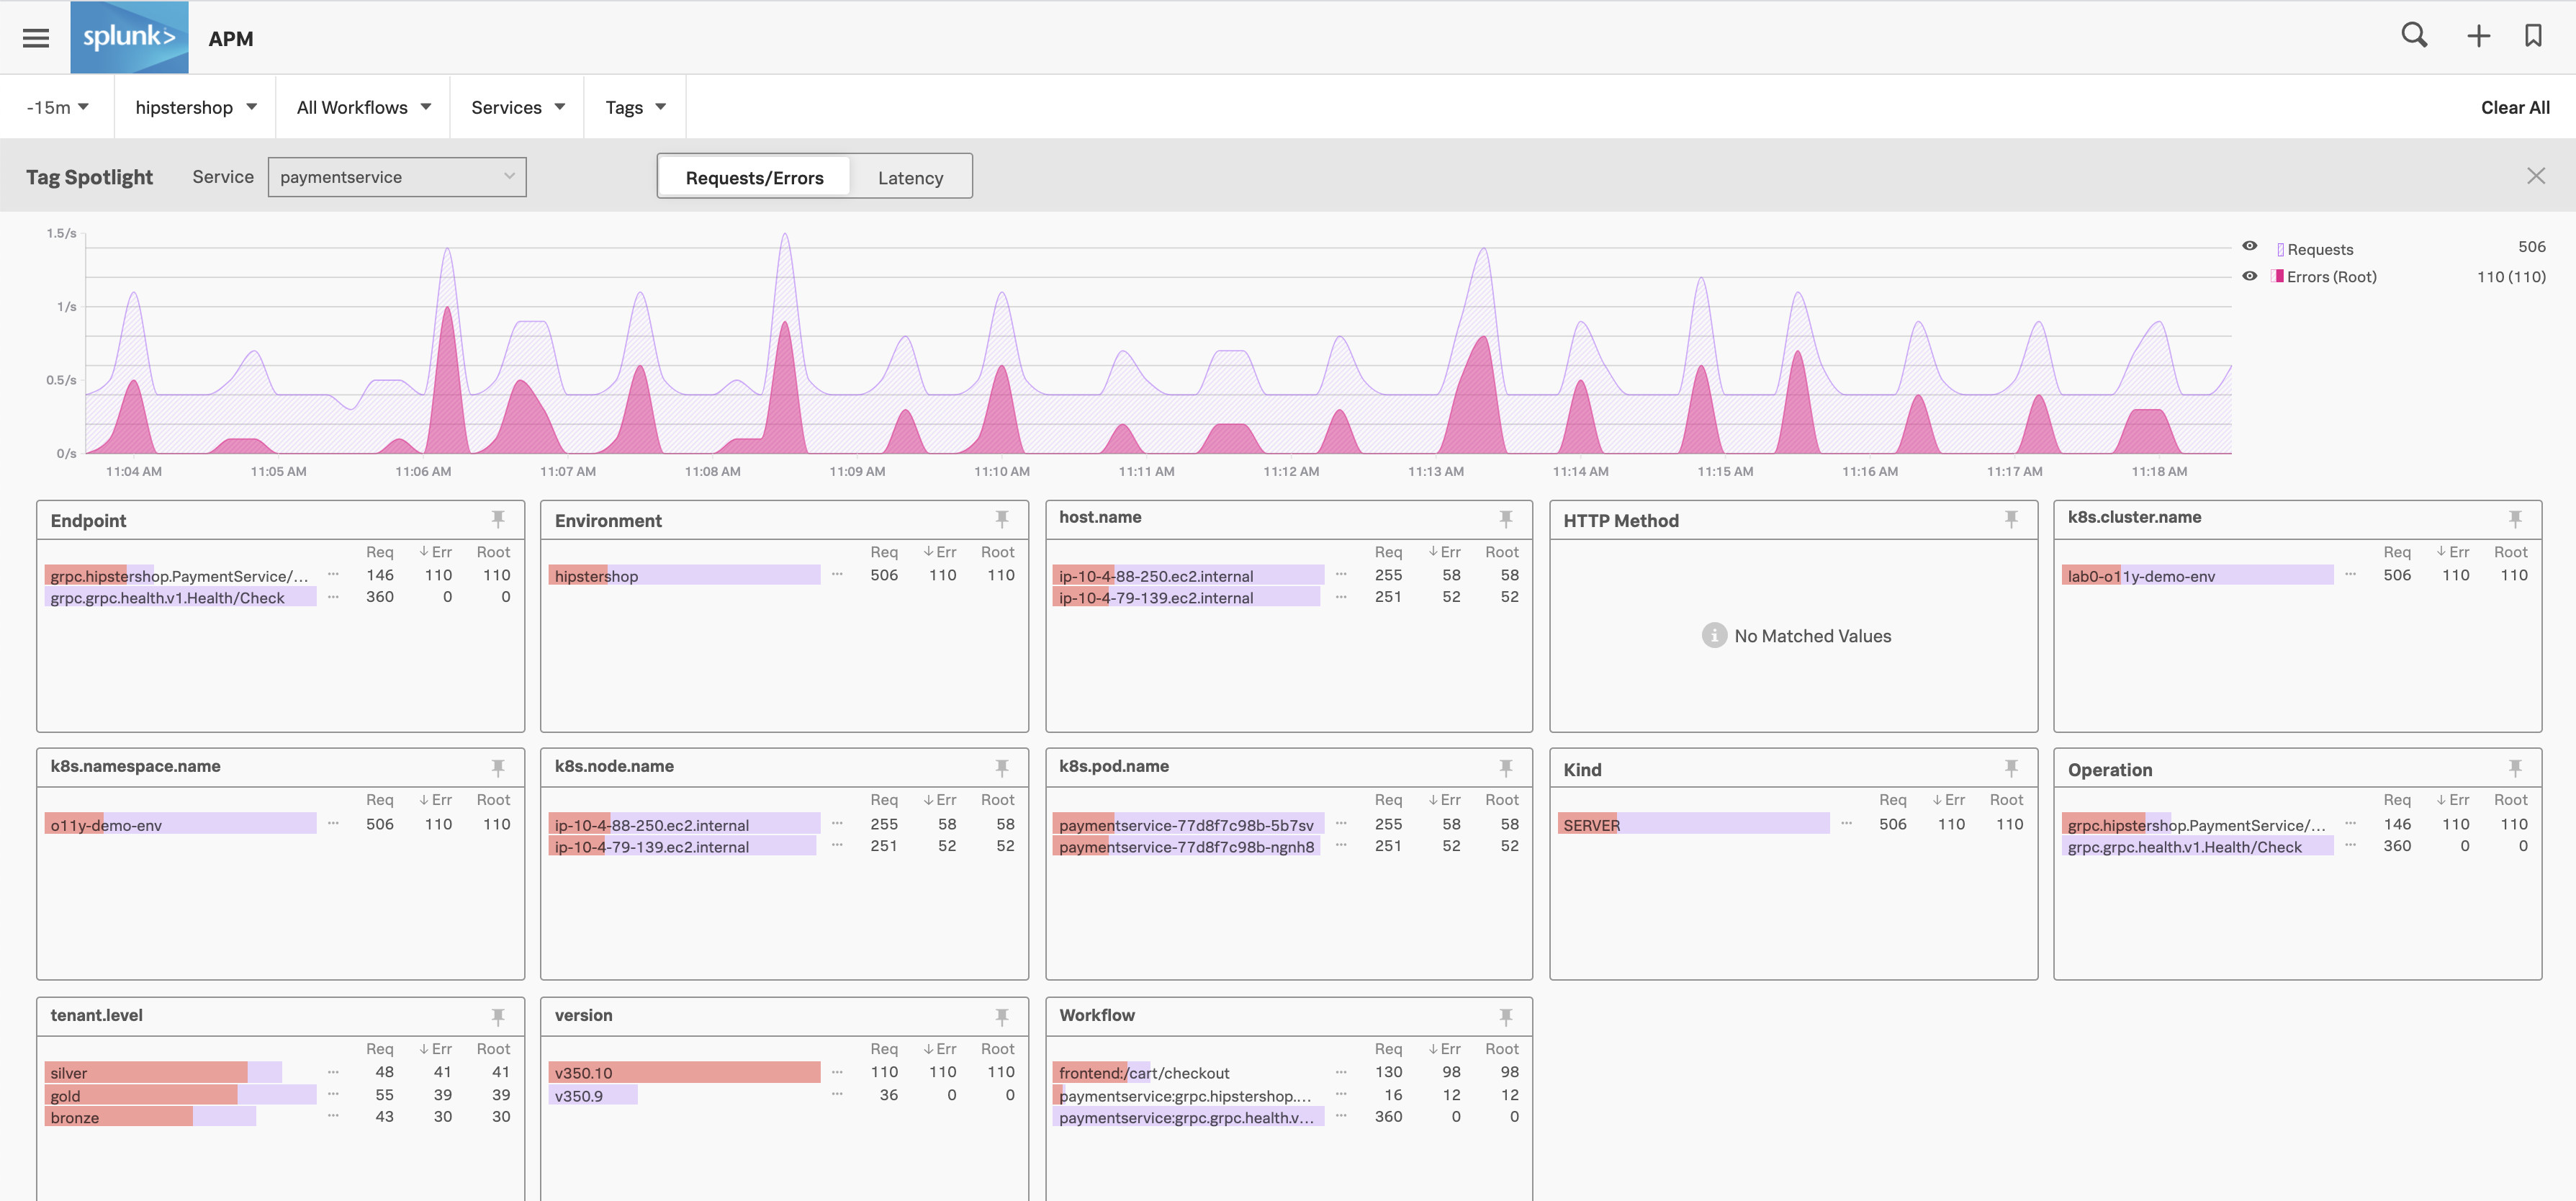 splunk> APM
-15m hipstershop All Workflows Services Tags Clear All
Tag Spotlight Service paymentservice Requests/Errors Latency
1.5/s
1/s
0.5/s
0/s
11:04 AM 11:05 AM 11:06 AM 11:07 AM 11:08 AM 11:09 AM 11:10 AM 11:11 AM 11:12 AM 11:13 AM 11:14 AM 11:15 AM 11:16 AM 11:17 AM 11:18 AM
Requests 506
Errors (Root) 110 (110)
Endpoint
Req ↓Err Root
grpc.hipstershop.PaymentService/... ... 146 110 110
grpc.grpc.health.v1.Health/Check ... 360 0 0
Environment
Req ↓Err Root
hipstershop ... 506 110 110
host.name
Req ↓Err Root
ip-10-4-88-250.ec2.internal ... 255 58 58
ip-10-4-79-139.ec2.internal ... 251 52 52
HTTP Method
No Matched Values
k8s.cluster.name
Req ↓Err Root
lab0-o11y-demo-env ... 506 110 110
k8s.namespace.name
Req ↓Err Root
o11y-demo-env ... 506 110 110
k8s.node.name
Req ↓Err Root
ip-10-4-88-250.ec2.internal ... 255 58 58
ip-10-4-79-139.ec2.internal ... 251 52 52
k8s.pod.name
Req ↓Err Root
paymentservice-77d8f7c98b-5b7sv ... 255 58 58
paymentservice-77d8f7c98b-ngnh8 ... 251 52 52
Kind
Req ↓Err Root
SERVER ... 506 110 110
Operation
Req ↓Err Root
grpc.hipstershop.PaymentService/... ... 146 110 110
grpc.grpc.health.v1.Health/Check ... 360 0 0
tenant.level
Req ↓Err Root
silver ... 48 41 41
gold ... 55 39 39
bronze ... 43 30 30
version
Req ↓Err Root
v350.10 ... 110 110 110
v350.9 ... 36 0 0
Workflow
Req ↓Err Root
frontend:/cart/checkout ... 130 98 98
paymentservice:grpc.hipstershop.... ... 16 12 12
paymentservice:grpc.grpc.health.v... ... 360 0 0